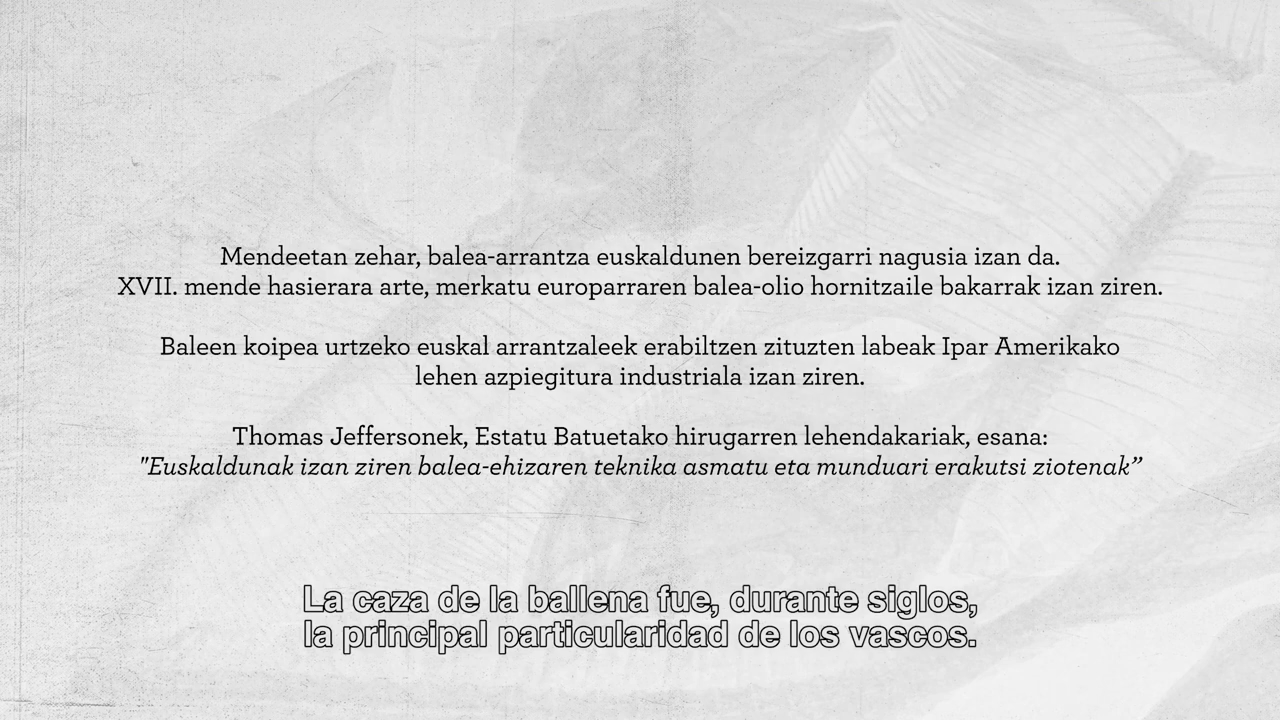 Mendeetan zehar, balea-arrantza euskaldunen bereizgarri nagusia izan da.
XVII. mende hasierara arte, merkatu europarraren balea-olio hornitzaile bakarrak izan ziren.
Baleen koipea urtzeko euskal arrantzaleek erabiltzen zituzten labeak Ipar Amerikako
lehen azpiegitura industriala izan ziren.
Thomas Jeffersonek, Estatu Batuetako hirugarren lehendakariak, esana:
"Euskaldunak izan ziren balea-ehizaren teknika asmatu eta munduari erakutsi ziotenak”
La caza de la ballena fue, durante siglos,
la principal particularidad de los vascos.